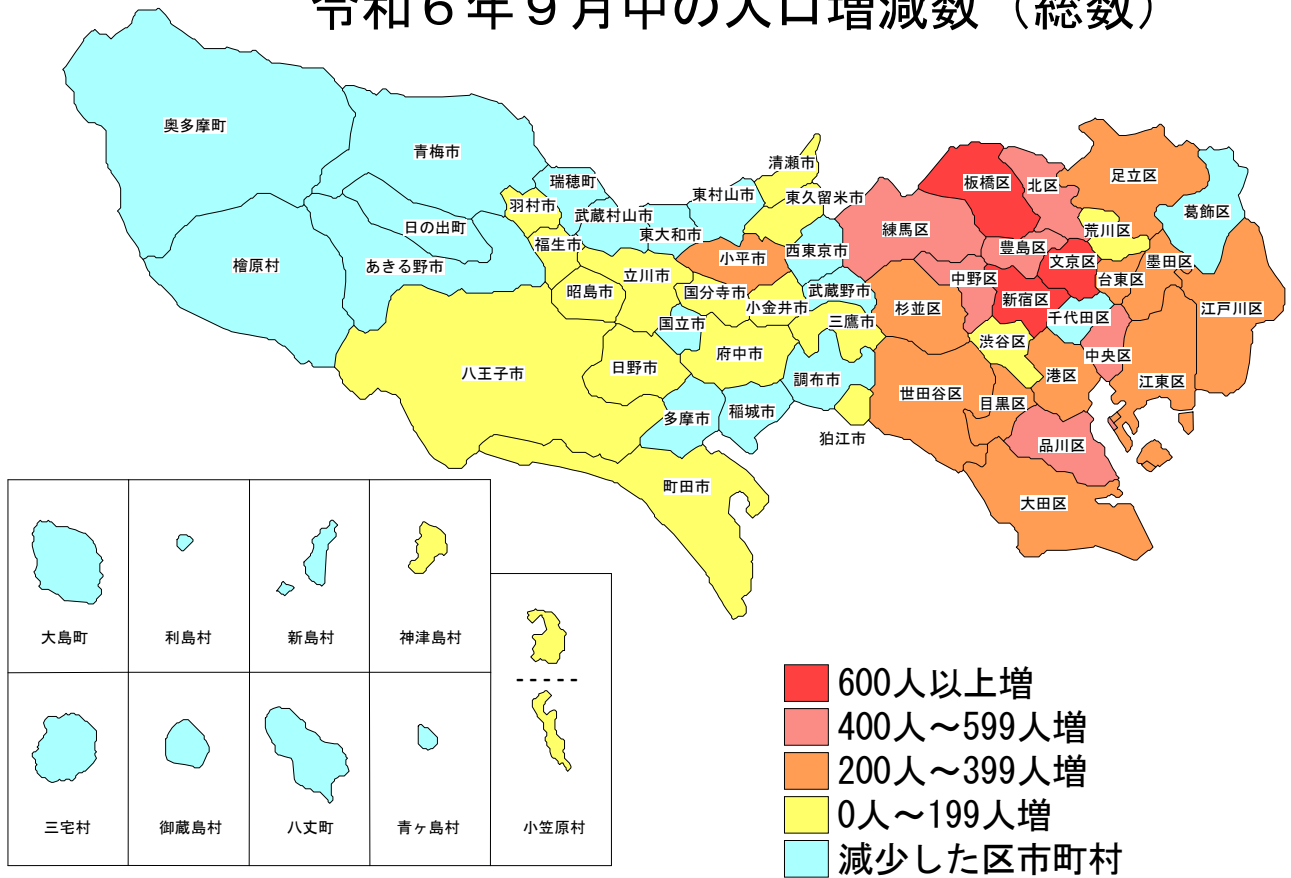 令和６年９月中の人口増減数（総数）
奥多摩町
青梅市
瑞穂町
清瀬市
東村山市
東久留米市
羽村市
武蔵村山市
日の出町
東大和市
福生市
檜原村
あきる野市
立川市
小平市
西東京市
昭島市
国分寺市
小金井市
武蔵野市
国立市
三鷹市
八王子市
日野市
府中市
調布市
多摩市
稲城市
狛江市
町田市
板橋区
北区
足立区
葛飾区
練馬区
荒川区
豊島区
文京区
墨田区
中野区
台東区
新宿区
杉並区
千代田区
江戸川区
渋谷区
中央区
港区
江東区
世田谷区
目黒区
品川区
大田区
大島町
利島村
新島村
神津島村
三宅村
御蔵島村
八丈町
青ヶ島村
小笠原村
600人以上増
400人～599人増
200人～399人増
0人～199人増
減少した区市町村